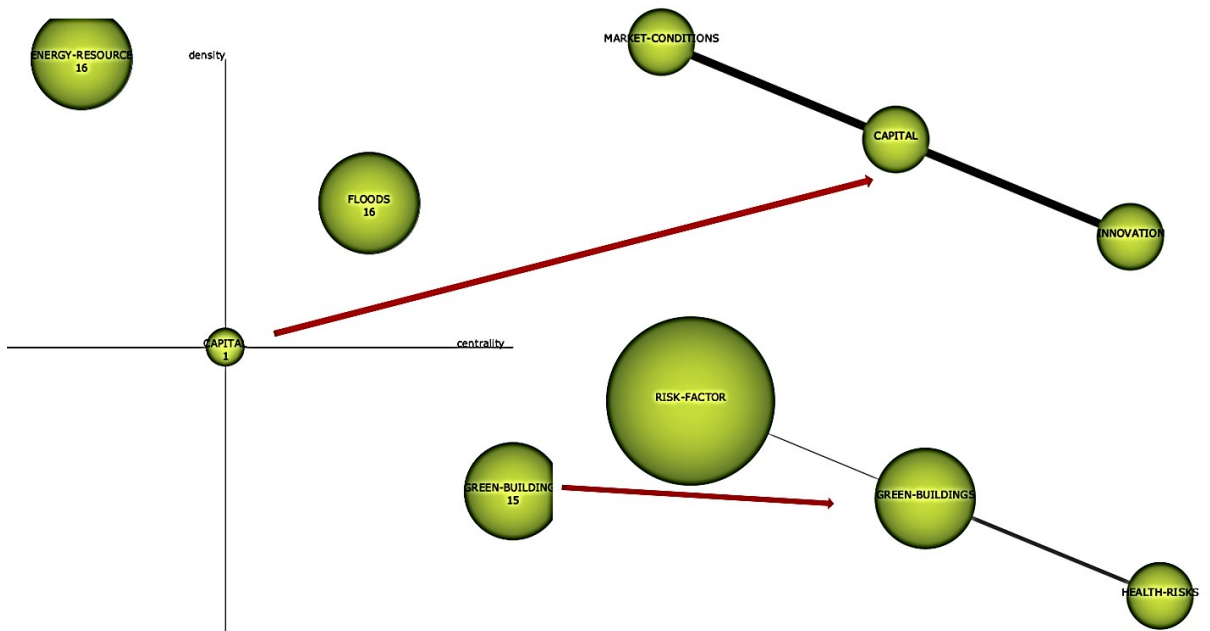 ENERGY-RESOURCE
16
density
MARKET-CONDITIONS
CAPITAL
FLOODS
16
INNOVATION
CAPITAL
1
centrality
RISK-FACTOR
GREEN-BUILDING
15
GREEN-BUILDINGS
HEALTH-RISKS